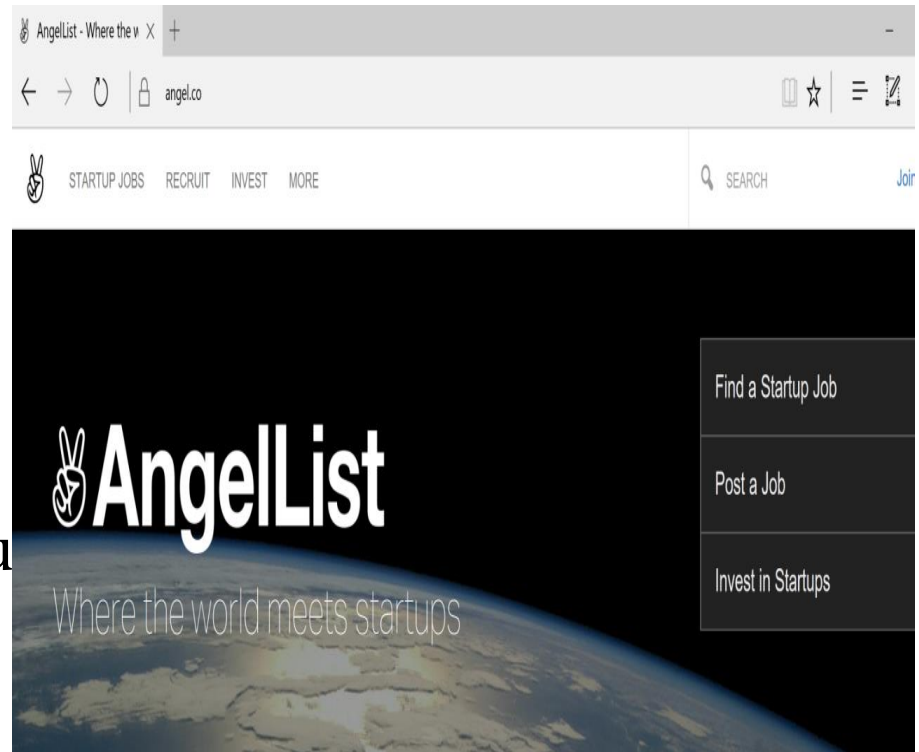 AngelList - Where the w
angel.co
STARTUP JOBS RECRUIT INVEST MORE
SEARCH
Join
Find a Startup Job
AngelList
Post a Job
u
Where the world meets startups
Invest in Startups